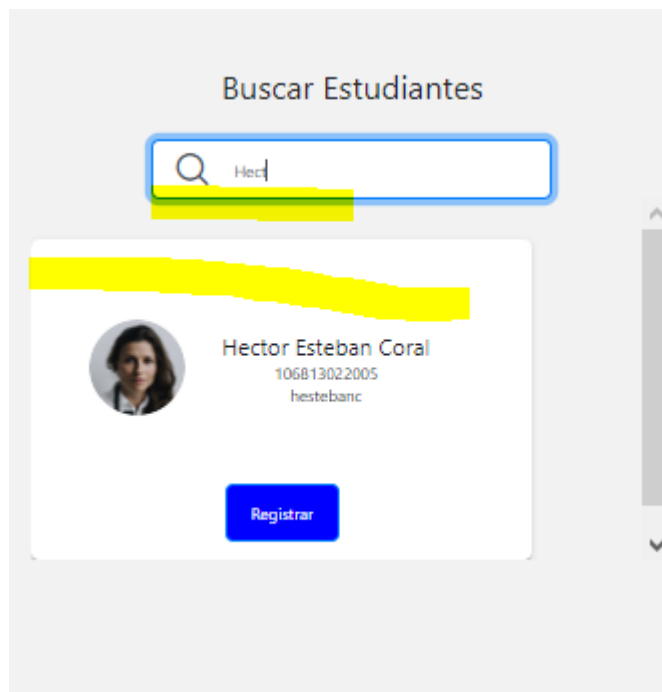 Buscar Estudiantes
Hect
Hector Esteban Coral
106813022005
hestebanc
Registrar